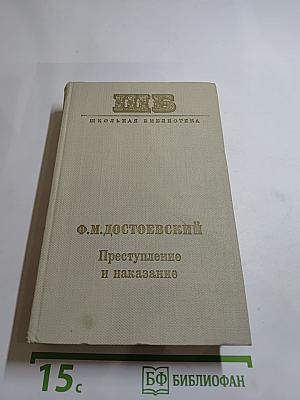 ШБ
ШКОЛЬНАЯ БИБЛИОТЕКА
Ф.М.ДОСТОЕВСКИЙ
Преступление
и наказание
15с
БФ БИБЛИОФАН